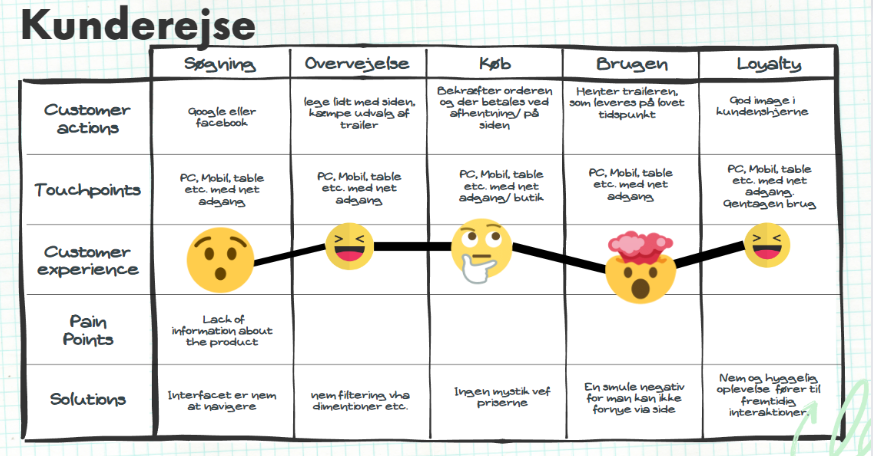 Kunderejse
Søgning
Overvejelse
Køb
Brugen
Loyalty
Customer
actions
Google eller
facebook
lege lidt med siden,
kæmpe udvalg af
trailer
Bekræfter orderen
og der betales ved
afhentning/ på
siden
Henter traileren,
som leveres på lovet
tidspunkt
God image i
kundenshjerne
Touchpoints
PC, Mobil, table
etc. med net
adgang
PC, Mobil, table
etc. med net
adgang
PC, Mobil, table
etc. med net
adgang/ butik
PC, Mobil, table
etc. med net
adgang
PC, Mobil, table
etc. med net
adgang.
Gentagen brug
Customer
experience
Pain
Points
Lack of
information about
the product
Solutions
Interfacet er nem
at navigere
nem filtering vha
dimentioner etc.
Ingen mystik vef
priserne
En smule negativ
for man kan ikke
fornye via side
Nem og hyggelig
oplevelse fører til
fremtidig
interaktioner.